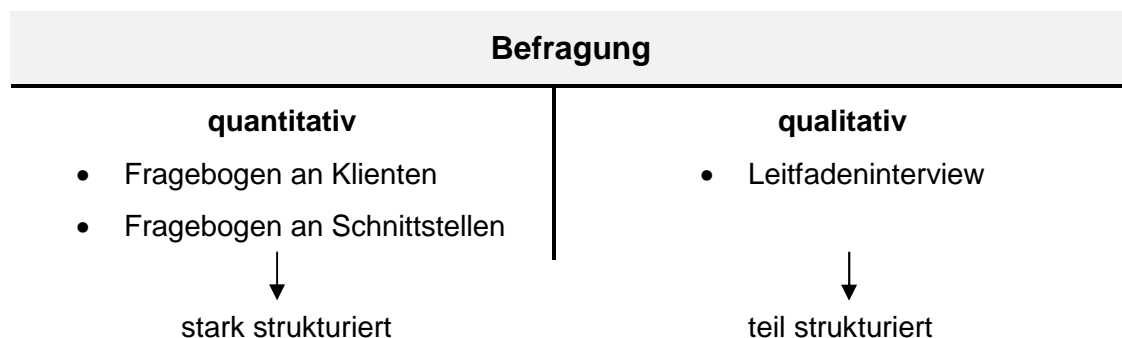 Befragung
quantitativ
• Fragebogen an Klienten
• Fragebogen an Schnittstellen
stark strukturiert
qualitativ
• Leitfadeninterview
teil strukturiert